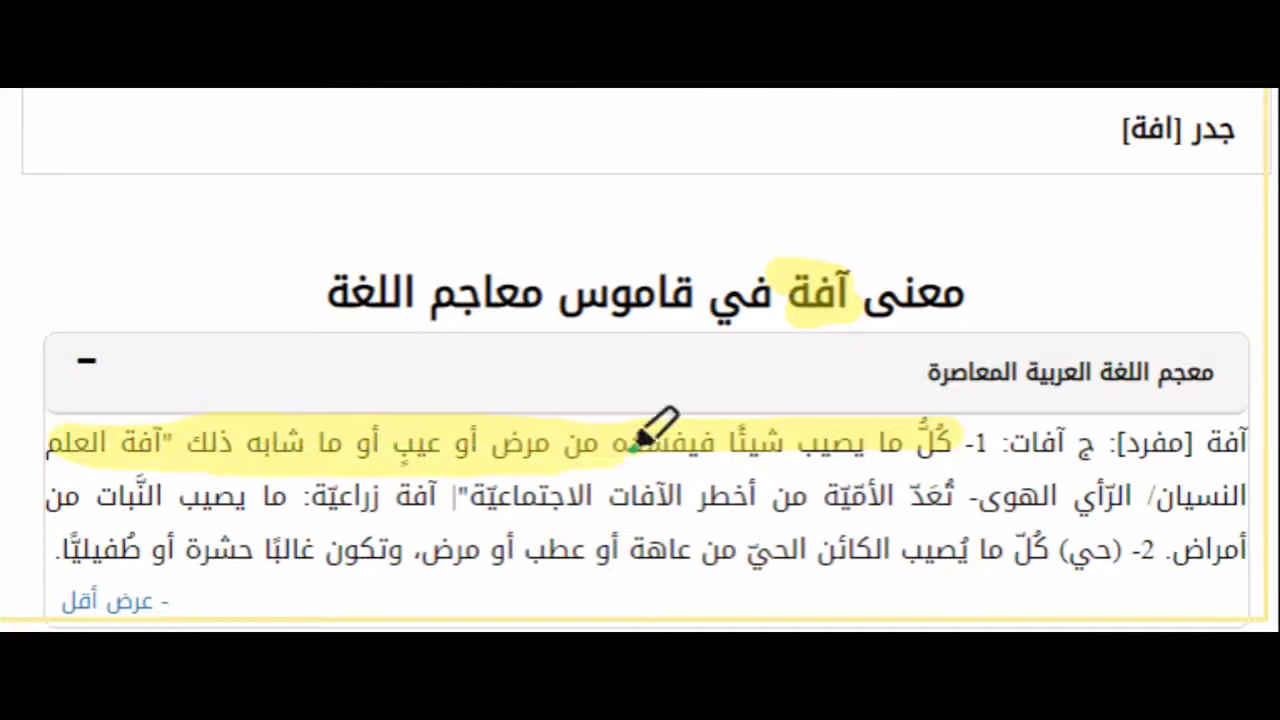 جدر [افة]
معنى آفة في قاموس معاجم اللغة
معجم اللغة العربية المعاصرة
آفة [مفرد]: ج آفات: 1- كُلُّ ما يصيب شيئًا من مرض أو عيبٍ أو ما شابه ذلك "آفة العلم
النسيان/ الرّأي الهوى- تُعَدّ الأمّيّة من أخطر الآفات الاجتماعيّة"| آفة زراعيّة: ما يصيب النَّبات من
أمراض. 2- (حي) كُلّ ما يُصيب الكائن الحيّ من عاهة أو عطب أو مرض، وتكون غالبًا حشرة أو طُفيليًّا.
- عرض أقل